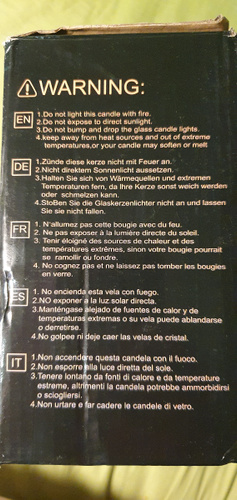 ⚠WARNING:
EN
1.Do not light this candle with fire.
2.Do not expose to direct sunlight.
3.Do not bump and drop the glass candle lights.
4.keep away from heat sources and out of extreme
temperatures,or your candle may soften or melt
DE
1.Zünde diese kerze nicht mit Feuer an.
2.Nicht direktem Sonnenlicht aussetzen.
3.Halten Sie sich von Wärmequellen und extremen
Temperaturen fern, da Ihre Kerze sonst weich werden
oder schmelzen kann.
4.Stoßen Sie die Glaskerzenlichter nicht an und lassen
Sie sie nicht fallen.
FR
1. N'allumez pas cette bougie avec du feu.
2. Ne pas exposer à la lumière directe du soleil.
3. Tenir éloigné des sources de chaleur et des
températures extrêmes, sinon votre bougie pourrait
se ramollir ou fondre.
4. No cognez pas et ne laissez pas tomber les bougies
en verre.
ES
1. No encienda esta vela con fuego.
2.NO exponer a la luz solar directa.
3.Manténgase alejado de fuentes de calor y de
temperaturas extremas o su vela puede ablandarse
o derretirse.
4.No golpee ni deje caer las velas de cristal.
IT
1.Non accendere questa candela con il fuoco.
2.Non esporre alla luce diretta del sole.
3.Tenere lontano da fonti di calore e da temperature
estreme, altrimenti la candela potrebbe ammorbidirsi
o sciogliersi.
4.Non urtare e far cadere le candele di vetro.